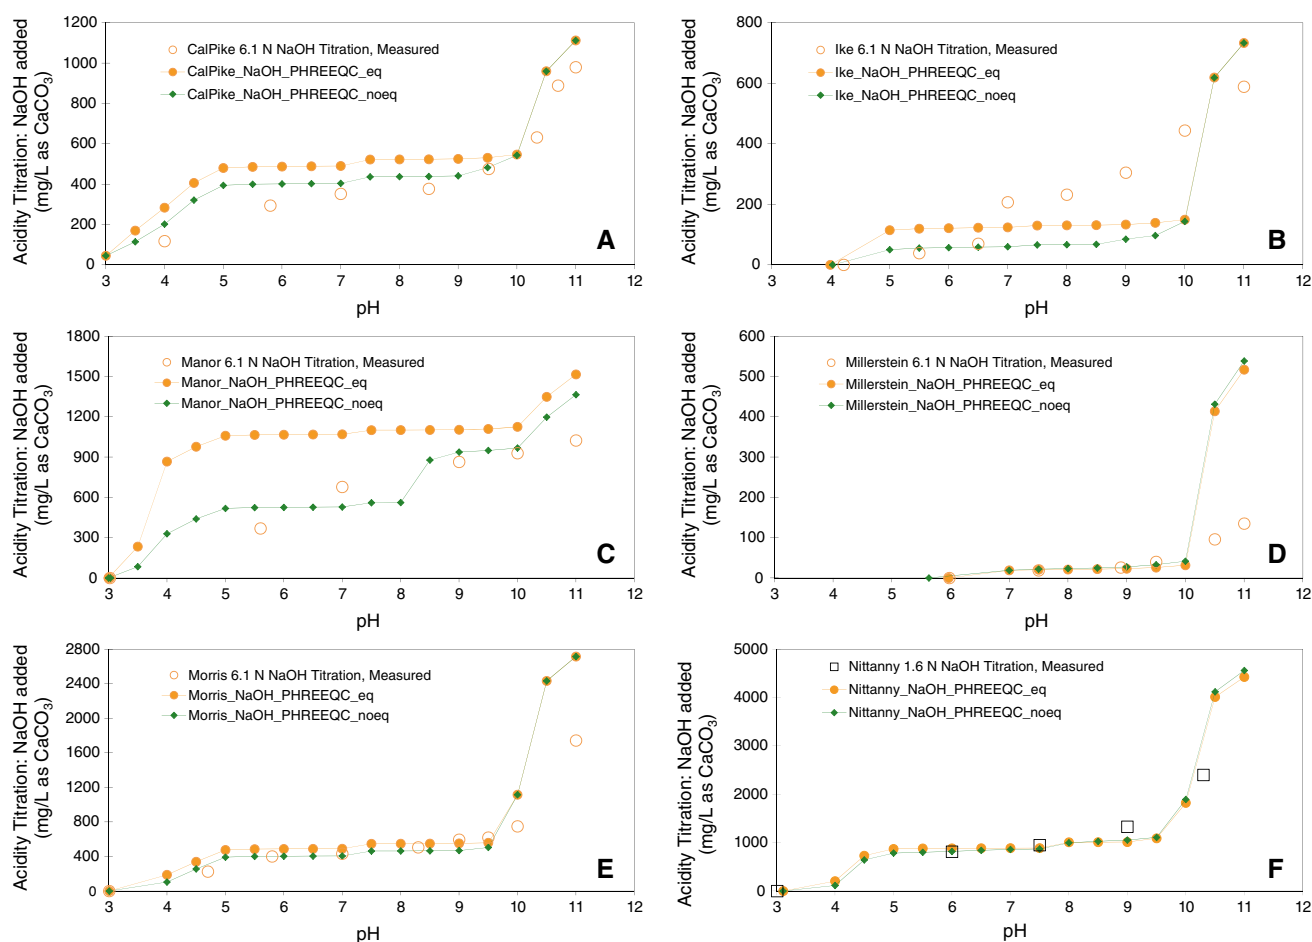 Acidity Titration: NaOH added
(mg/L as CaCO3)
1200
1000
800
600
400
200
0
CalPike 6.1 N NaOH Titration, Measured
CalPike_NaOH_PHREEQC_eq
CalPike_NaOH_PHREEQC_noeq
A
3 4 5 6 7 8 9 10 11 12
pH
Acidity Titration: NaOH added
(mg/L as CaCO3)
800
600
400
200
0
Ike 6.1 N NaOH Titration, Measured
Ike_NaOH_PHREEQC_eq
Ike_NaOH_PHREEQC_noeq
B
3 4 5 6 7 8 9 10 11 12
pH
Acidity Titration: NaOH added
(mg/L as CaCO3)
1800
1500
1200
900
600
300
0
Manor 6.1 N NaOH Titration, Measured
Manor_NaOH_PHREEQC_eq
Manor_NaOH_PHREEQC_noeq
C
3 4 5 6 7 8 9 10 11 12
pH
Acidity Titration: NaOH added
(mg/L as CaCO3)
600
500
400
300
200
100
0
Millerstein 6.1 N NaOH Titration, Measured
Millerstein_NaOH_PHREEQC_eq
Millerstein_NaOH_PHREEQC_noeq
D
3 4 5 6 7 8 9 10 11 12
pH
Acidity Titration: NaOH added
(mg/L as CaCO3)
2800
2400
2000
1600
1200
800
400
0
Morris 6.1 N NaOH Titration, Measured
Morris_NaOH_PHREEQC_eq
Morris_NaOH_PHREEQC_noeq
E
3 4 5 6 7 8 9 10 11 12
pH
Acidity Titration: NaOH added
(mg/L as CaCO3)
5000
4000
3000
2000
1000
0
Nittanny 1.6 N NaOH Titration, Measured
Nittanny_NaOH_PHREEQC_eq
Nittanny_NaOH_PHREEQC_noeq
F
3 4 5 6 7 8 9 10 11 12
pH